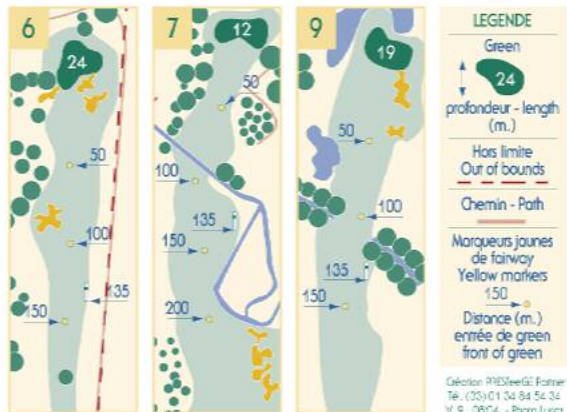 6
24
50
100
135
150
7
12
50
100
135
150
200
9
19
50
100
135
150
LEGENDE
Green
24
profondeur - length
(m.)
Hors limite
Out of bounds
Chemin - Path
Marqueurs jaunes
de fairway
Yellow markers
150
Distance (m.)
entrée de green
front of green
Création PRESTeeGE Partner
Tél. (33) 01 34 84 54 34